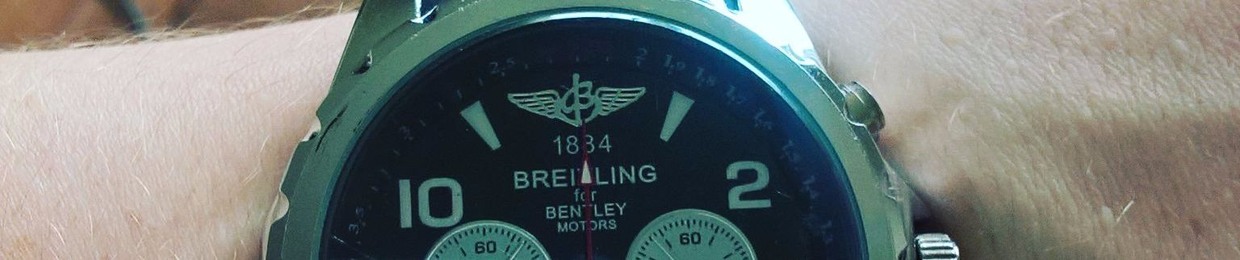 1884
BREITLING
for
BENTLEY
MOTORS
10
2
60
60